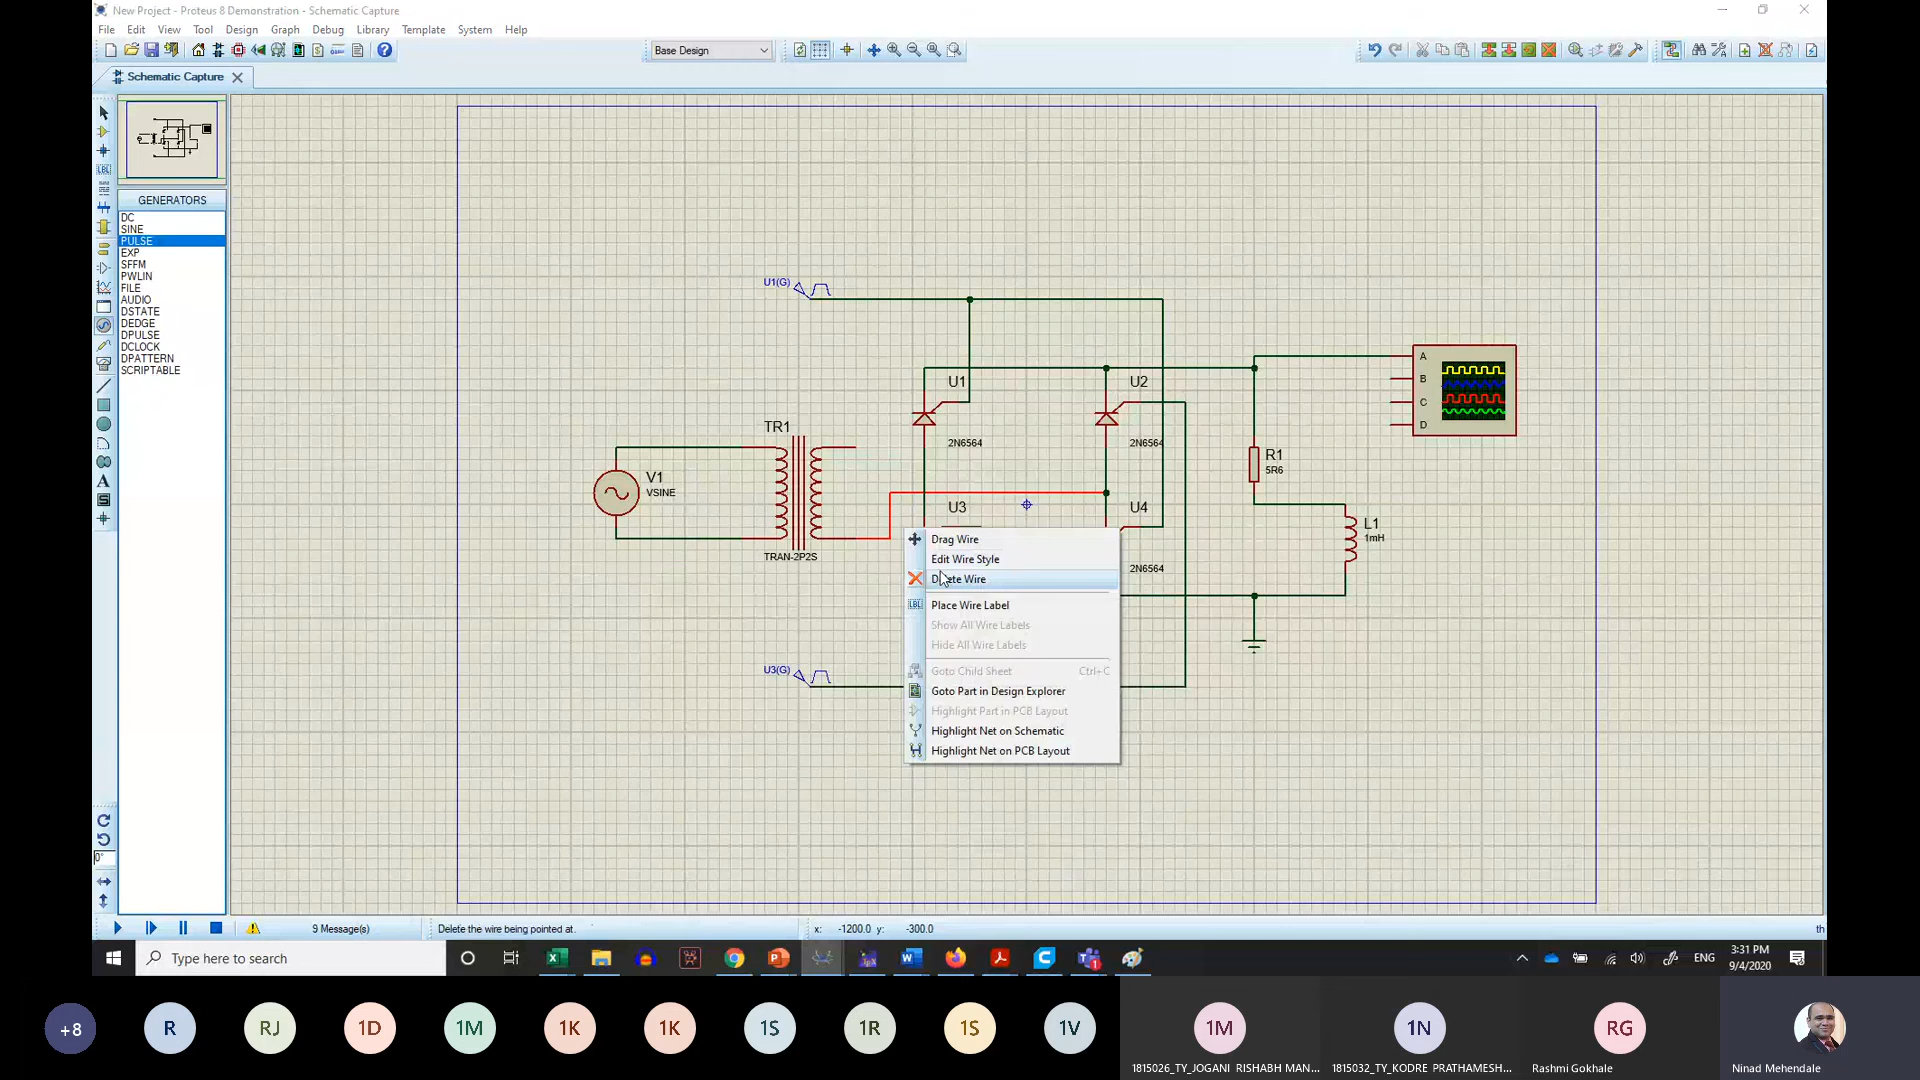 New Project - Proteus 8 Demonstration - Schematic Capture
File Edit View Tool Design Graph Debug Library Template System Help
Base Design
Schematic Capture
GENERATORS
DC
SINE
PULSE
EXP
SFFM
PWLIN
FILE
AUDIO
DSTATE
DEDGE
DPULSE
DCLOCK
DPATTERN
SCRIPTABLE
LBL
A
S
0°
U1(G)
U1
U2
2N6564
2N6564
TR1
V1
VSINE
TRAN-2P2S
U3
U4
2N6564
U3(G)
A
B
C
D
R1
5R6
L1
1mH
Drag Wire
Edit Wire Style
Delete Wire
Place Wire Label
Show All Wire Labels
Hide All Wire Labels
Goto Child Sheet Ctrl+C
Goto Part in Design Explorer
Highlight Part in PCB Layout
Highlight Net on Schematic
Highlight Net on PCB Layout
9 Message(s) Delete the wire being pointed at. x: -1200.0 y: -300.0 th
Type here to search
ENG
3:31 PM
9/4/2020
+8 R RJ 1D 1M 1K 1K 1S 1R 1S 1V 1M 1N RG
1815026_TY_JOGANI RISHABH MAN... 1815032_TY_KODRE PRATHAMESH... Rashmi Gokhale Ninad Mehendale